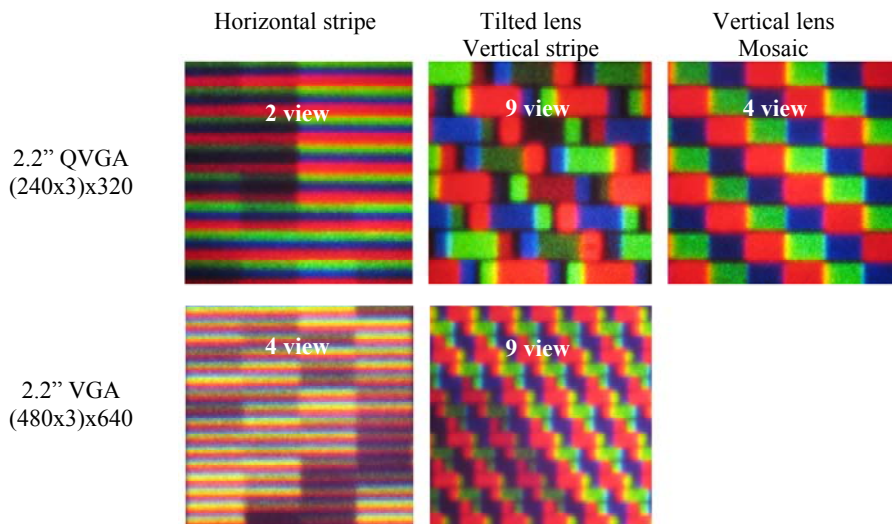 Horizontal stripe
Tilted lens
Vertical stripe
Vertical lens
Mosaic
2.2” QVGA
(240x3)x320
2 view
9 view
4 view
2.2” VGA
(480x3)x640
4 view
9 view